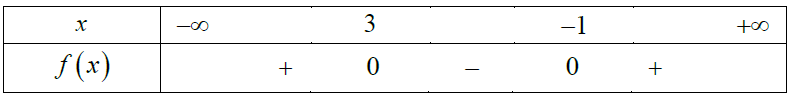 x –∞ 3 –1 +∞
f(x) + 0 – 0 +